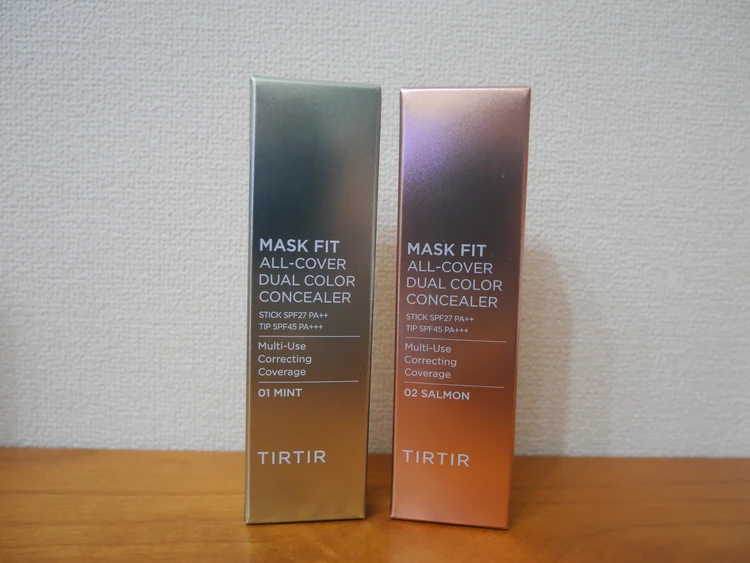 MASK FIT
ALL-COVER
DUAL COLOR
CONCEALER
STICK SPF27 PA++
TIP SPF45 PA+++
Multi-Use
Correcting
Coverage
01 MINT
TIRTIR
MASK FIT
ALL-COVER
DUAL COLOR
CONCEALER
STICK SPF27 PA++
TIP SPF45 PA+++
Multi-Use
Correcting
Coverage
02 SALMON
TIRTIR